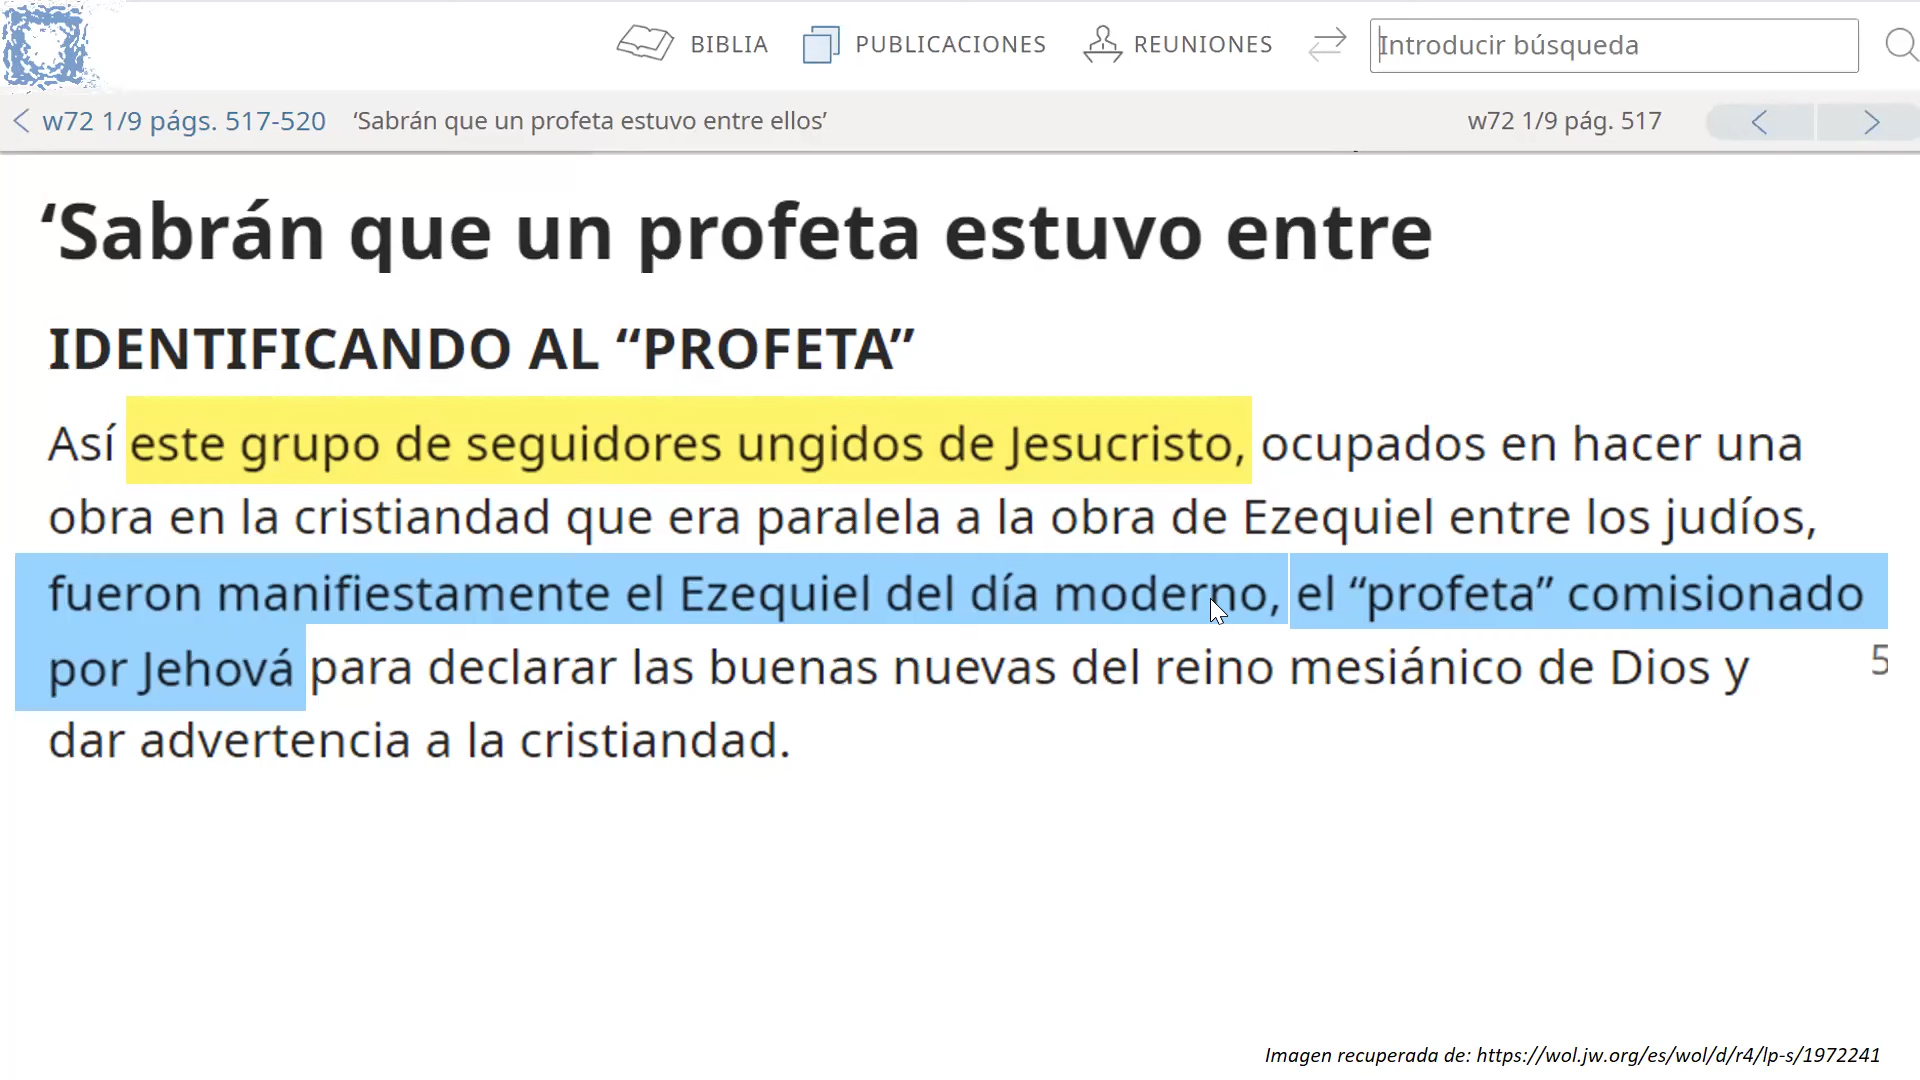 BIBLIA PUBLICACIONES REUNIONES Introducir búsqueda
w72 1/9 págs. 517-520 ‘Sabrán que un profeta estuvo entre ellos’ w72 1/9 pág. 517
‘Sabrán que un profeta estuvo entre
IDENTIFICANDO AL “PROFETA”
Así este grupo de seguidores ungidos de Jesucristo, ocupados en hacer una
obra en la cristiandad que era paralela a la obra de Ezequiel entre los judíos,
fueron manifiestamente el Ezequiel del día moderno, el “profeta” comisionado
por Jehová para declarar las buenas nuevas del reino mesiánico de Dios y 5
dar advertencia a la cristiandad.
Imagen recuperada de: https://wol.jw.org/es/wol/d/r4/lp-s/1972241